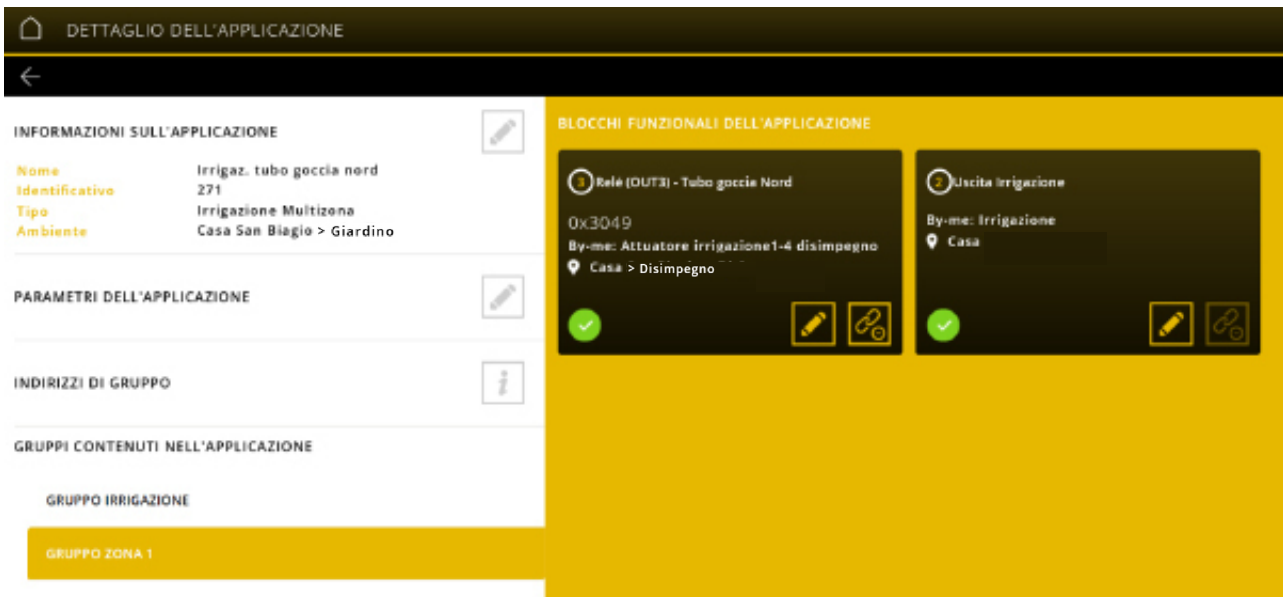 DETTAGLIO DELL'APPLICAZIONE
INFORMAZIONI SULL'APPLICAZIONE
Nome Irrigaz. tubo goccia nord
Identificativo 271
Tipo Irrigazione Multizona
Ambiente Casa San Biagio > Giardino
PARAMETRI DELL'APPLICAZIONE
INDIRIZZI DI GRUPPO
GRUPPI CONTENUTI NELL'APPLICAZIONE
GRUPPO IRRIGAZIONE
GRUPPO ZONA 1
BLOCCHI FUNZIONALI DELL'APPLICAZIONE
3 Relé (OUT3) - Tubo goccia Nord
0x3049
By-me: Attuatore irrigazione1-4 disimpegno
Casa > Disimpegno
2 Uscita Irrigazione
By-me: Irrigazione
Casa